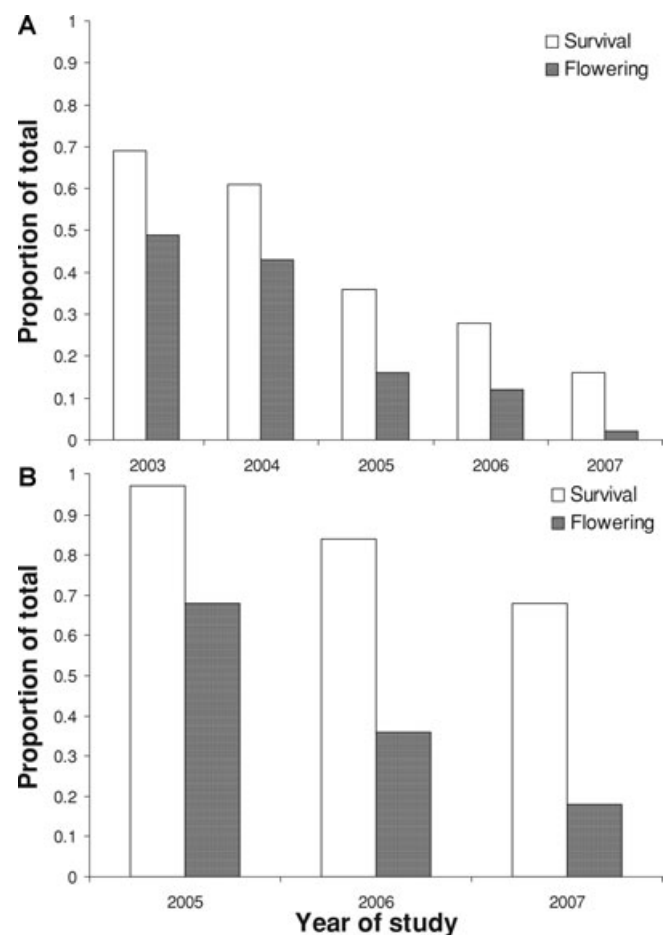 A
Survival
Flowering
Proportion of total
1
0.9
0.8
0.7
0.6
0.5
0.4
0.3
0.2
0.1
0
2003 2004 2005 2006 2007
B
Survival
Flowering
Proportion of total
1
0.9
0.8
0.7
0.6
0.5
0.4
0.3
0.2
0.1
0
2005 2006 2007
Year of study